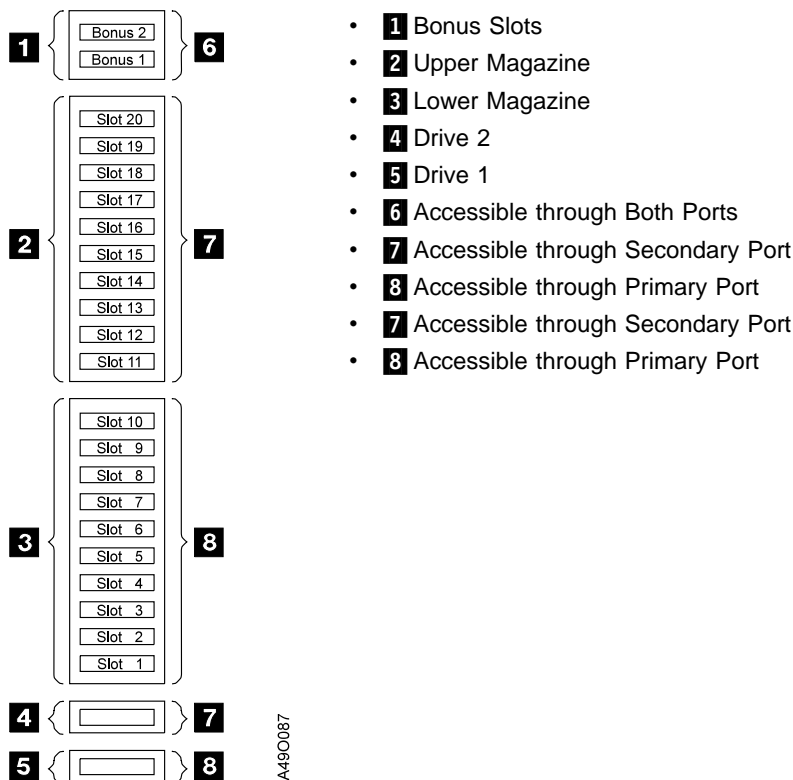 1
Bonus 2
Bonus 1
6
2
Slot 20
Slot 19
Slot 18
Slot 17
Slot 16
Slot 15
Slot 14
Slot 13
Slot 12
Slot 11
7
3
Slot 10
Slot 9
Slot 8
Slot 7
Slot 6
Slot 5
Slot 4
Slot 3
Slot 2
Slot 1
8
4 7
5 8
A49O087
• 1 Bonus Slots
• 2 Upper Magazine
• 3 Lower Magazine
• 4 Drive 2
• 5 Drive 1
• 6 Accessible through Both Ports
• 7 Accessible through Secondary Port
• 8 Accessible through Primary Port
• 7 Accessible through Secondary Port
• 8 Accessible through Primary Port